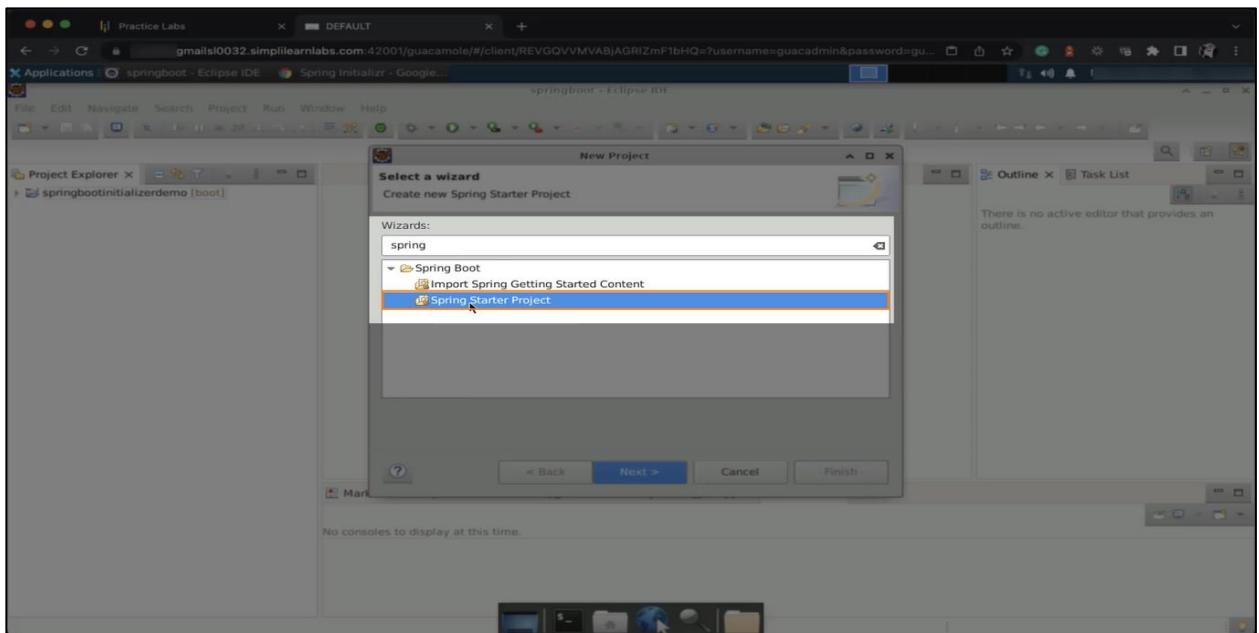 Practice Labs
DEFAULT
gmailsl0032.simplilearnlabs.com:42001/guacamole/#/client/REVGQVVMVABjAGRIZmF1bHQ=?username=guacadmin&password=gu...
Applications
springboot - Eclipse IDE
Spring Initializr - Google...
springboot - Eclipse IDE
File Edit Navigate Search Project Run Window Help
New Project
Project Explorer
Select a wizard
Outline
Task List
springbootinitializerdemo [boot]
Create new Spring Starter Project
There is no active editor that provides an
outline.
Wizards:
spring
Spring Boot
Import Spring Getting Started Content
Spring Starter Project
?
< Back
Next >
Cancel
Finish
No consoles to display at this time.